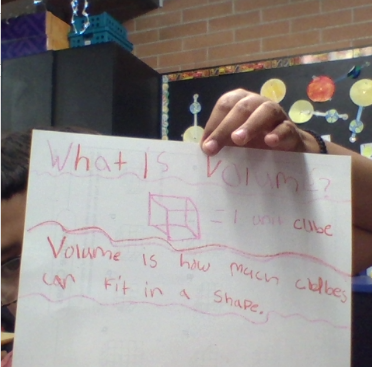 What Is Volume?
= 1 unit cube
Volume is how much cubes
can fit in a shape.